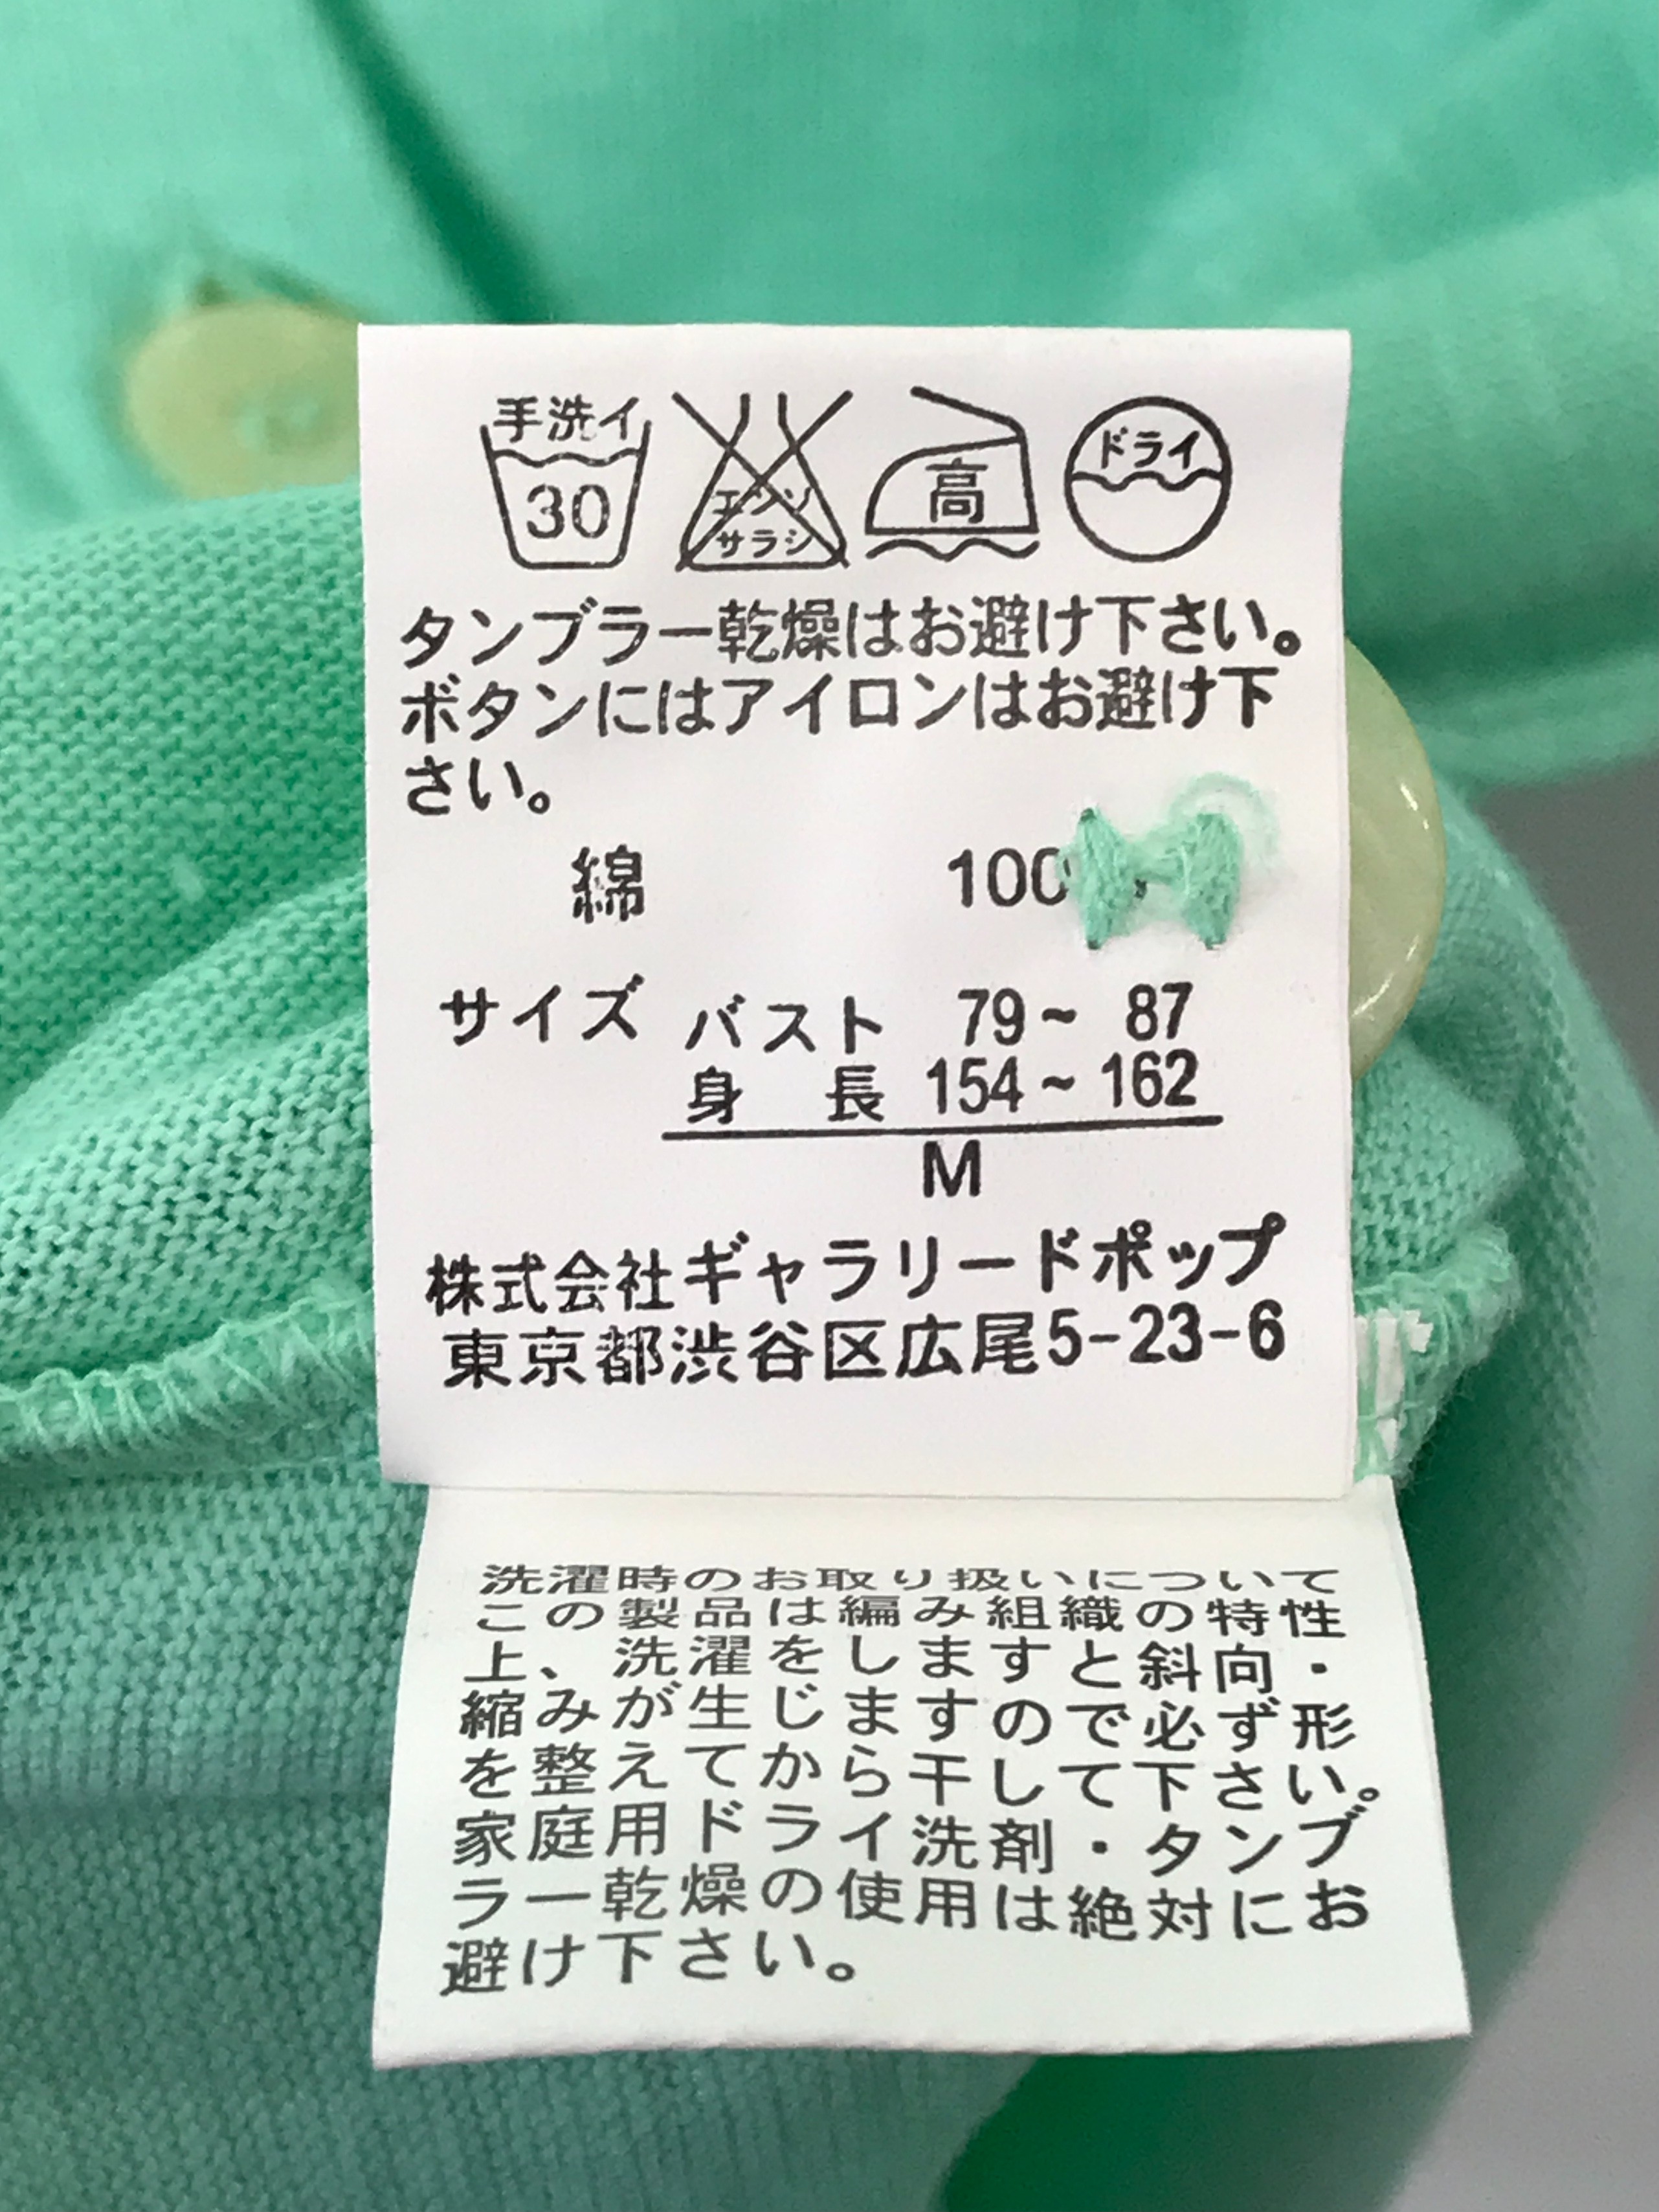 手洗イ
30
エンソ
サラシ
高
ドライ
タンブラー乾燥はお避け下さい。
ボタンにはアイロンはお避け下
さい。
綿 100
サイズ バスト 79~ 87
身 長 154~162
M
株式会社ギャラリードポップ
東京都渋谷区広尾5-23-6
洗濯時のお取り扱いについて
この製品は編み組織の特性
上、洗濯をしますと斜向・
縮みが生じますので必ず形
を整えてから干して下さい。
家庭用ドライ洗剤・タンブ
ラー乾燥の使用は絶対にお
避け下さい。